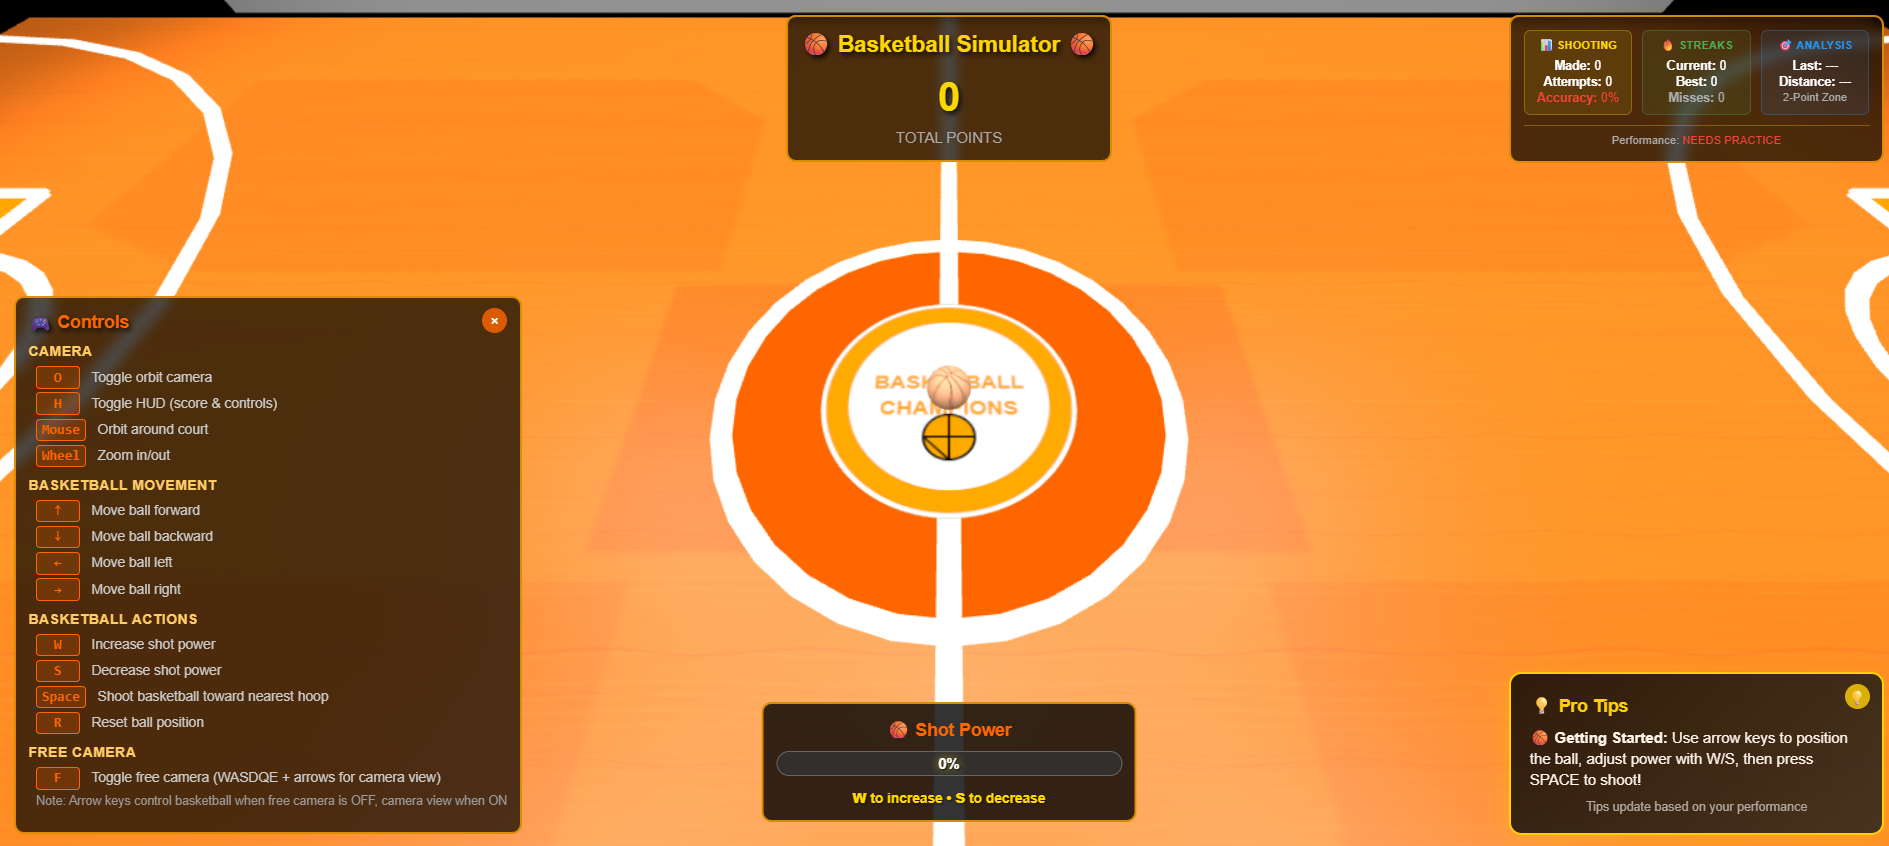 Basketball Simulator
0
TOTAL POINTS
SHOOTING
Made: 0
Attempts: 0
Accuracy: 0%
STREAKS
Current: 0
Best: 0
Misses: 0
ANALYSIS
Last: —
Distance: —
2-Point Zone
Performance: NEEDS PRACTICE
Controls
×
CAMERA
O Toggle orbit camera
H Toggle HUD (score & controls)
Mouse Orbit around court
Wheel Zoom in/out
BASKETBALL MOVEMENT
↑ Move ball forward
↓ Move ball backward
← Move ball left
→ Move ball right
BASKETBALL ACTIONS
W Increase shot power
S Decrease shot power
Space Shoot basketball toward nearest hoop
R Reset ball position
FREE CAMERA
F Toggle free camera (WASDQE + arrows for camera view)
Note: Arrow keys control basketball when free camera is OFF, camera view when ON
BASKETBALL
CHAMPIONS
Shot Power
0%
W to increase • S to decrease
Pro Tips
Getting Started: Use arrow keys to position
the ball, adjust power with W/S, then press
SPACE to shoot!
Tips update based on your performance